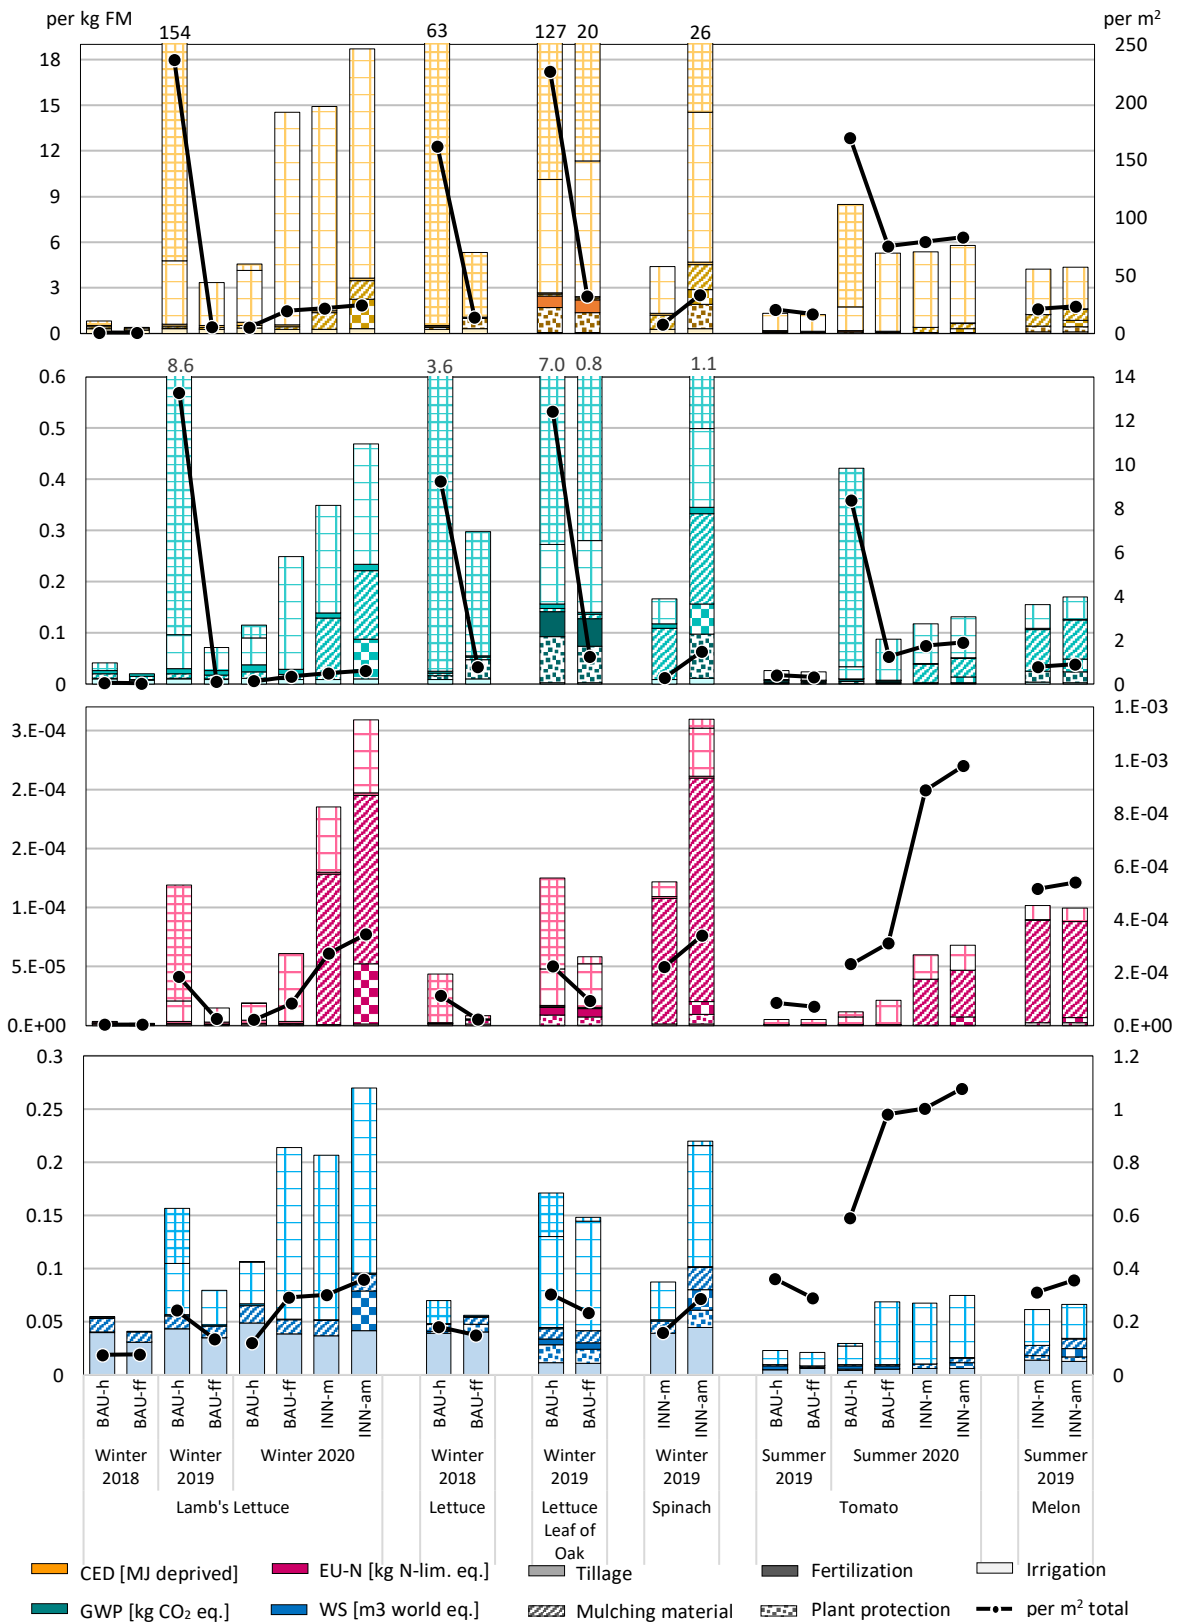 per kg FM
per m²
154
63
127
20
26
18
15
12
9
6
3
0
250
200
150
100
50
0
8.6
3.6
7.0
0.8
1.1
0.6
0.5
0.4
0.3
0.2
0.1
0
14
12
10
8
6
4
2
0
3.E-04
2.E-04
2.E-04
1.E-04
5.E-05
0.E+00
1.E-03
1.E-03
8.E-04
6.E-04
4.E-04
2.E-04
0.E+00
0.3
0.25
0.2
0.15
0.1
0.05
0
1.2
1
0.8
0.6
0.4
0.2
0
BAU-h
BAU-ff
BAU-h
BAU-ff
BAU-h
BAU-ff
INN-m
INN-am
BAU-h
BAU-ff
BAU-h
BAU-ff
INN-m
INN-am
BAU-h
BAU-ff
BAU-h
BAU-ff
INN-m
INN-am
INN-m
INN-am
Winter 2018
Winter 2019
Winter 2020
Winter 2018
Winter 2019
Winter 2019
Summer 2019
Summer 2020
Summer 2019
Lamb's Lettuce
Lettuce
Lettuce Leaf of Oak
Spinach
Tomato
Melon
CED [MJ deprived]
EU-N [kg N-lim. eq.]
Tillage
Fertilization
Irrigation
GWP [kg CO₂ eq.]
WS [m3 world eq.]
Mulching material
Plant protection
per m² total